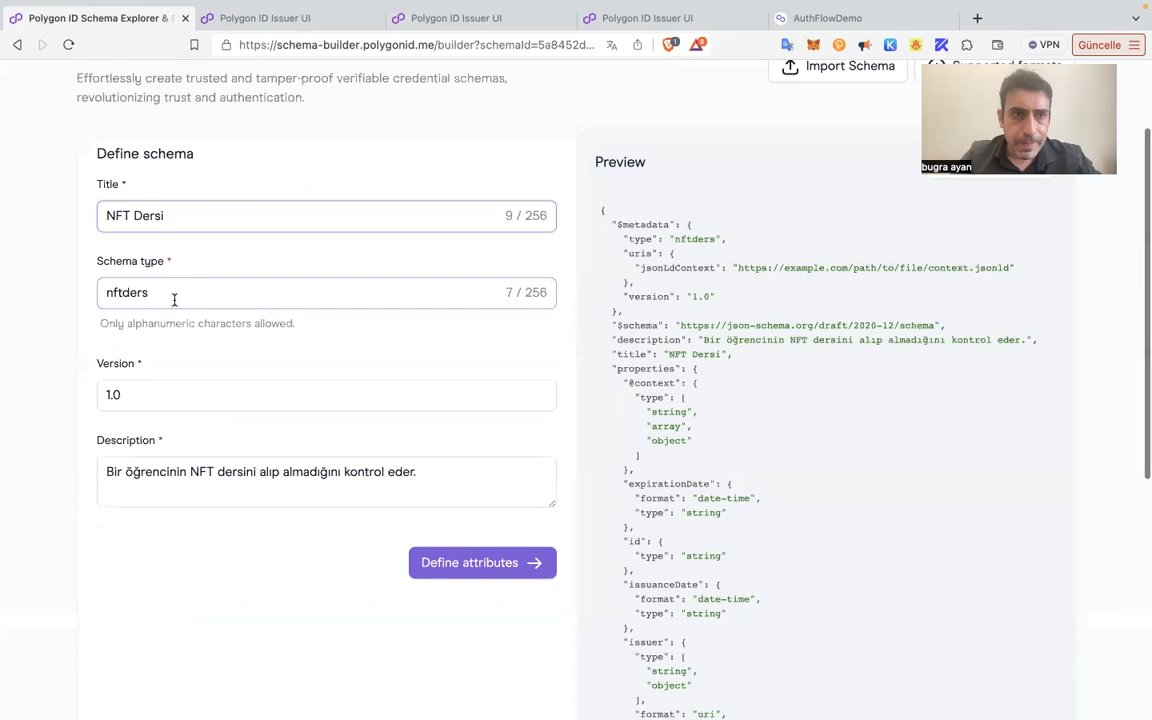 Polygon ID Schema Explorer &
Polygon ID Issuer UI
Polygon ID Issuer UI
Polygon ID Issuer UI
AuthFlowDemo
https://schema-builder.polygonid.me/builder?schemaId=5a8452d...
VPN
Güncelle
Effortlessly create trusted and tamper-proof verifiable credential schemas,
revolutionizing trust and authentication.
Import Schema
Supported formats
bugra ayan
Define schema
Title *
NFT Dersi
9 / 256
Schema type *
nftders
7 / 256
Only alphanumeric characters allowed.
Version *
1.0
Description *
Bir öğrencinin NFT dersini alıp almadığını kontrol eder.
Define attributes
Preview
{
"$metadata": {
"type": "nftders",
"uris": {
"jsonLdContext": "https://example.com/path/to/file/context.jsonld"
},
"version": "1.0"
},
"$schema": "https://json-schema.org/draft/2020-12/schema",
"description": "Bir öğrencinin NFT dersini alıp almadığını kontrol eder.",
"title": "NFT Dersi",
"properties": {
"@context": {
"type": [
"string",
"array",
"object"
]
},
"expirationDate": {
"format": "date-time",
"type": "string"
},
"id": {
"type": "string"
},
"issuanceDate": {
"format": "date-time",
"type": "string"
},
"issuer": {
"type": [
"string",
"object"
],
"format": "uri",